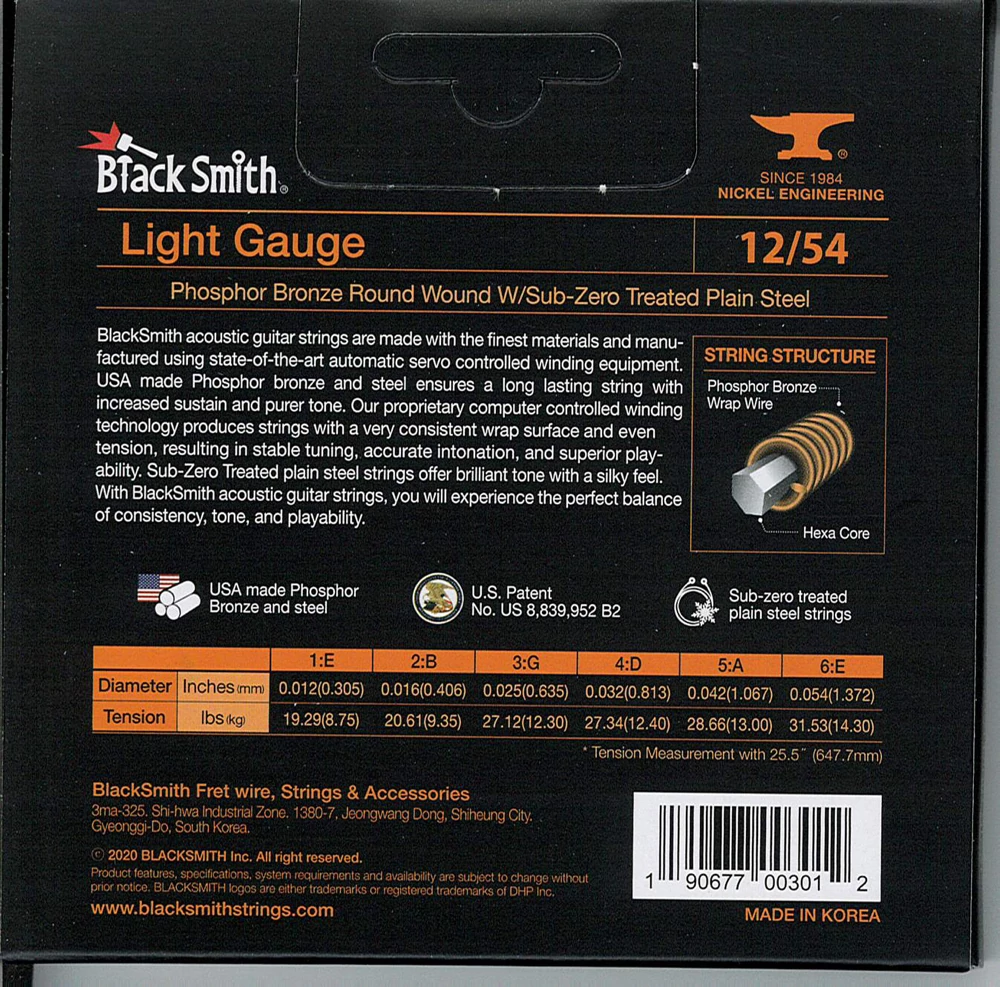 Black Smith®
®
SINCE 1984
NICKEL ENGINEERING
Light Gauge
12/54
Phosphor Bronze Round Wound W/Sub-Zero Treated Plain Steel
BlackSmith acoustic guitar strings are made with the finest materials and manu-
factured using state-of-the-art automatic servo controlled winding equipment.
USA made Phosphor bronze and steel ensures a long lasting string with
increased sustain and purer tone. Our proprietary computer controlled winding
technology produces strings with a very consistent wrap surface and even
tension, resulting in stable tuning, accurate intonation, and superior play-
ability. Sub-Zero Treated plain steel strings offer brilliant tone with a silky feel.
With BlackSmith acoustic guitar strings, you will experience the perfect balance
of consistency, tone, and playability.
STRING STRUCTURE
Phosphor Bronze
Wrap Wire
Hexa Core
USA made Phosphor
Bronze and steel
U.S. Patent
No. US 8,839,952 B2
Sub-zero treated
plain steel strings
1:E 2:B 3:G 4:D 5:A 6:E
Diameter Inches (mm) 0.012(0.305) 0.016(0.406) 0.025(0.635) 0.032(0.813) 0.042(1.067) 0.054(1.372)
Tension lbs (kg) 19.29(8.75) 20.61(9.35) 27.12(12.30) 27.34(12.40) 28.66(13.00) 31.53(14.30)
* Tension Measurement with 25.5˝ (647.7mm)
BlackSmith Fret wire, Strings & Accessories
3ma-325. Shi-hwa Industrial Zone. 1380-7, Jeongwang Dong, Shiheung City.
Gyeonggi-Do, South Korea.
© 2020 BLACKSMITH Inc. All right reserved.
Product features, specifications, system requirements and availability are subject to change without
prior notice. BLACKSMITH logos are either trademarks or registered trademarks of DHP Inc.
www.blacksmithstrings.com
1 90677 00301 2
MADE IN KOREA